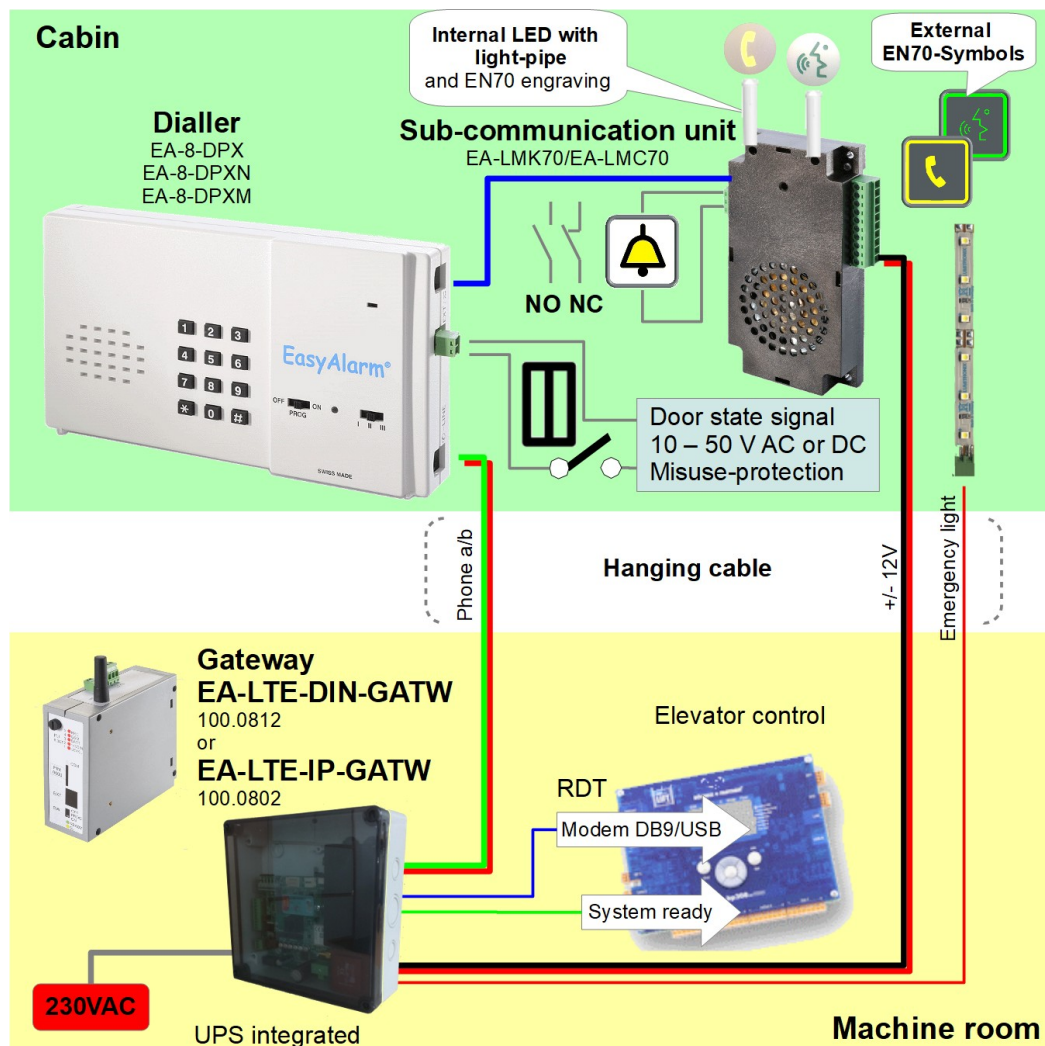 Cabin
Internal LED with
light-pipe
and EN70 engraving
External
EN70-Symbols
Dialler
EA-8-DPX
EA-8-DPXN
EA-8-DPXM
Sub-communication unit
EA-LMK70/EA-LMC70
NO NC
1 2 3
4 5 6
7 8 9
* 0 #
EasyAlarm®
OFF ON
PROG
I II III
SWISS MADE
Door state signal
10 – 50 V AC or DC
Misuse-protection
Phone a/b
Hanging cable
+/- 12V
Emergency light
Gateway
EA-LTE-DIN-GATW
100.0812
or
EA-LTE-IP-GATW
100.0802
Elevator control
RDT
Modem DB9/USB
System ready
230VAC
UPS integrated
Machine room